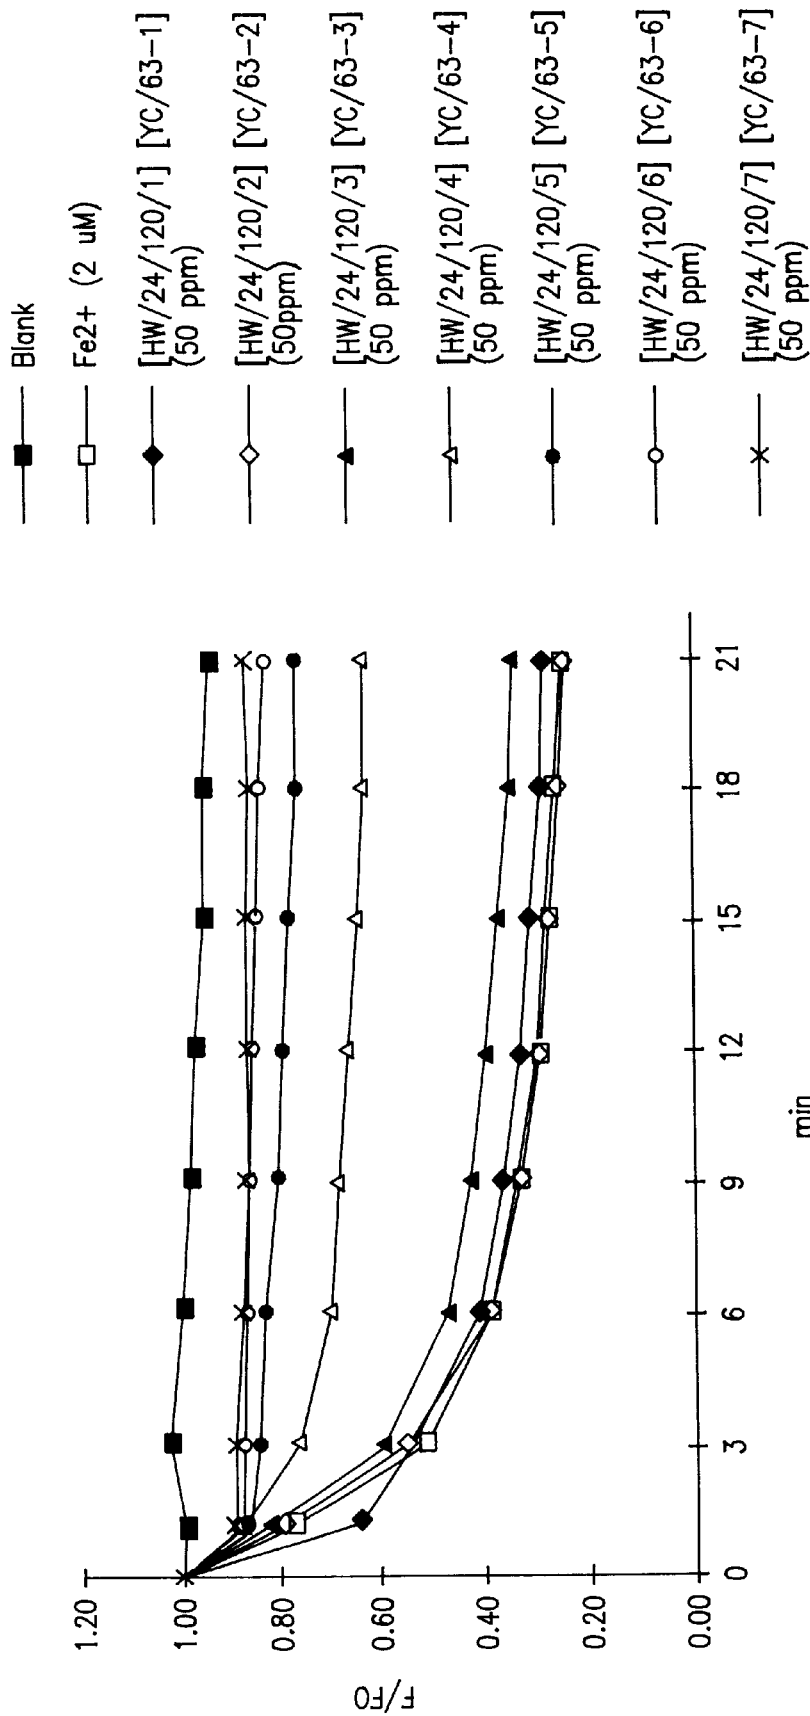 Blank
Fe2+ (2 uM)
[HW/24/120/1] [YC/63-1]
(50 ppm)
[HW/24/120/2] [YC/63-2]
(50ppm)
[HW/24/120/3] [YC/63-3]
(50 ppm)
[HW/24/120/4] [YC/63-4]
(50 ppm)
[HW/24/120/5] [YC/63-5]
(50 ppm)
[HW/24/120/6] [YC/63-6]
(50 ppm)
[HW/24/120/7] [YC/63-7]
(50 ppm)
1.20
1.00
0.80
0.60
0.40
0.20
0.00
F/F0
0 3 6 9 12 15 18 21
min